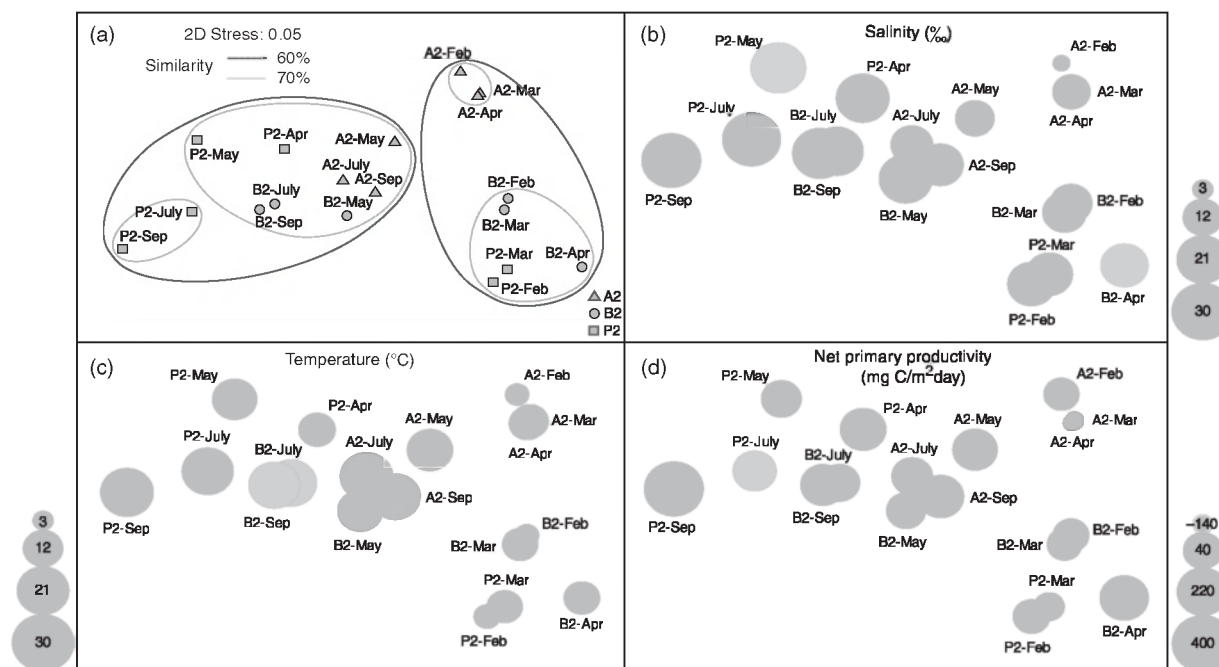 (a)
2D Stress: 0.05
Similarity
60%
70%
A2-Feb
A2-Mar
A2-Apr
P2-Apr
A2-May
P2-May
A2-July
A2-Sep
B2-July
B2-May
B2-Sep
B2-Feb
B2-Mar
P2-July
P2-Sep
P2-Mar
B2-Apr
P2-Feb
A2
B2
P2
(b)
Salinity (‰)
P2-May
A2-Feb
P2-Apr
A2-May
A2-Mar
P2-July
B2-July
A2-July
A2-Apr
A2-Sep
P2-Sep
B2-Sep
B2-May
B2-Feb
B2-Mar
P2-Mar
B2-Apr
P2-Feb
3
12
21
30
(c)
Temperature (°C)
P2-May
A2-Feb
P2-Apr
A2-May
A2-Mar
P2-July
B2-July
A2-July
A2-Apr
A2-Sep
P2-Sep
B2-Sep
B2-May
B2-Feb
B2-Mar
P2-Mar
B2-Apr
P2-Feb
3
12
21
30
(d)
Net primary productivity
(mg C/m²day)
P2-May
A2-Feb
P2-Apr
A2-May
A2-Mar
A2-Apr
P2-July
B2-July
A2-July
A2-Sep
P2-Sep
B2-Sep
B2-May
B2-Feb
B2-Mar
P2-Mar
B2-Apr
P2-Feb
−140
40
220
400